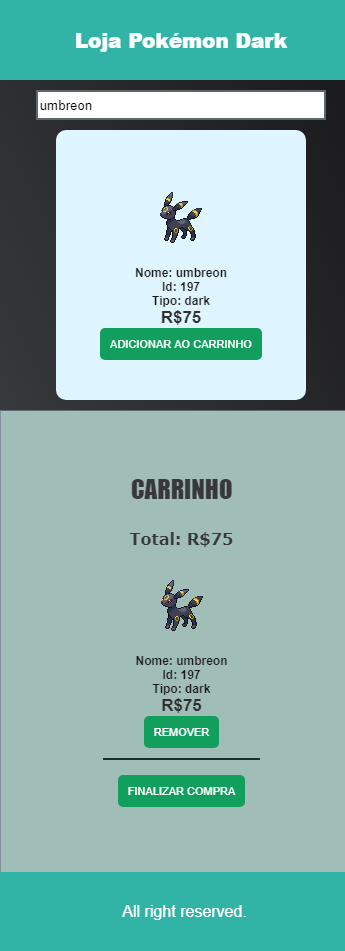 Loja Pokémon Dark
umbreon
Nome: umbreon
Id: 197
Tipo: dark
R$75
ADICIONAR AO CARRINHO
CARRINHO
Total: R$75
Nome: umbreon
Id: 197
Tipo: dark
R$75
REMOVER
FINALIZAR COMPRA
All right reserved.